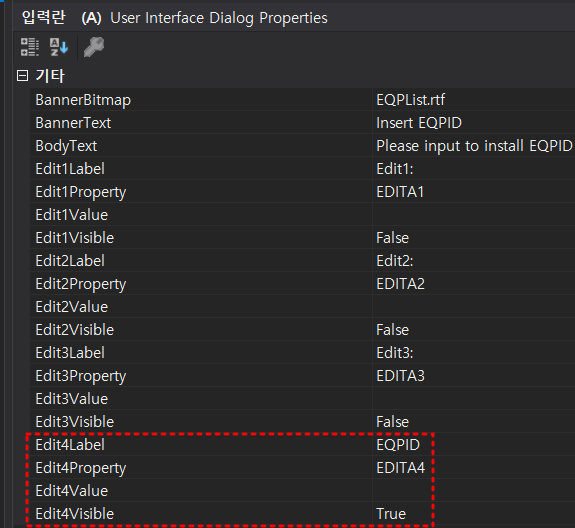 입력란 (A) User Interface Dialog Properties
기타
BannerBitmap EQPList.rtf
BannerText Insert EQPID
BodyText Please input to install EQPID
Edit1Label Edit1:
Edit1Property EDITA1
Edit1Value
Edit1Visible False
Edit2Label Edit2:
Edit2Property EDITA2
Edit2Value
Edit2Visible False
Edit3Label Edit3:
Edit3Property EDITA3
Edit3Value
Edit3Visible False
Edit4Label EQPID
Edit4Property EDITA4
Edit4Value
Edit4Visible True